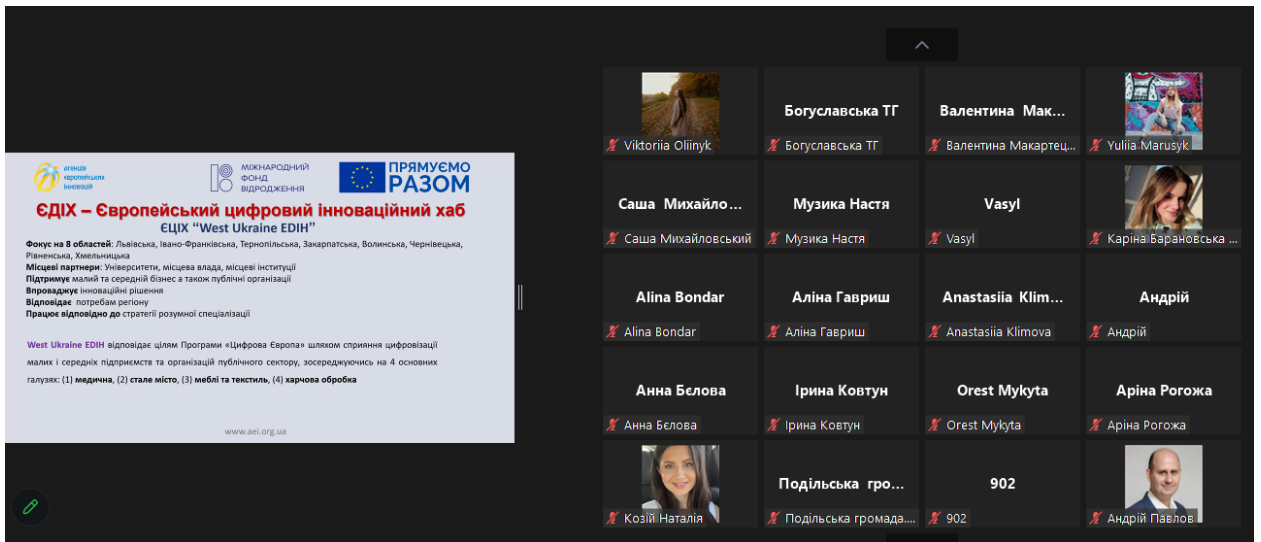 агенція
європейських
інновацій
МІЖНАРОДНИЙ
ФОНД
ВІДРОДЖЕННЯ
ПРЯМУЄМО
РАЗОМ
ЄДІХ – Європейський цифровий інноваційний хаб
ЄЦІХ “West Ukraine EDIH”
Фокус на 8 областей: Львівська, Івано-Франківська, Тернопільська, Закарпатська, Волинська, Чернівецька,
Рівненська, Хмельницька
Місцеві партнери: Університети, місцева влада, місцеві інституції
Підтримує малий та середній бізнес а також публічні організації
Впроваджує інноваційні рішення
Відповідає потребам регіону
Працює відповідно до стратегії розумної спеціалізації
West Ukraine EDIH відповідає цілям Програми «Цифрова Європа» шляхом сприяння цифровізації
малих і середніх підприємств та організацій публічного сектору, зосереджуючись на 4 основних
галузях: (1) медична, (2) стале місто, (3) меблі та текстиль, (4) харчова обробка
www.aei.org.ua
Viktoriia Oliinyk
Богуславська ТГ
Богуславська ТГ
Валентина Мак...
Валентина Макартец...
Yuliia Marusyk
Саша Михайло...
Саша Михайловський
Музика Настя
Музика Настя
Vasyl
Vasyl
Каріна Барановська ...
Alina Bondar
Alina Bondar
Аліна Гавриш
Аліна Гавриш
Anastasiia Klim...
Anastasiia Klimova
Андрій
Андрій
Анна Бєлова
Анна Бєлова
Ірина Ковтун
Ірина Ковтун
Orest Mykyta
Orest Mykyta
Аріна Рогожа
Аріна Рогожа
Козій Наталія
Подільська гро...
Подільська громада....
902
902
Андрій Павлов